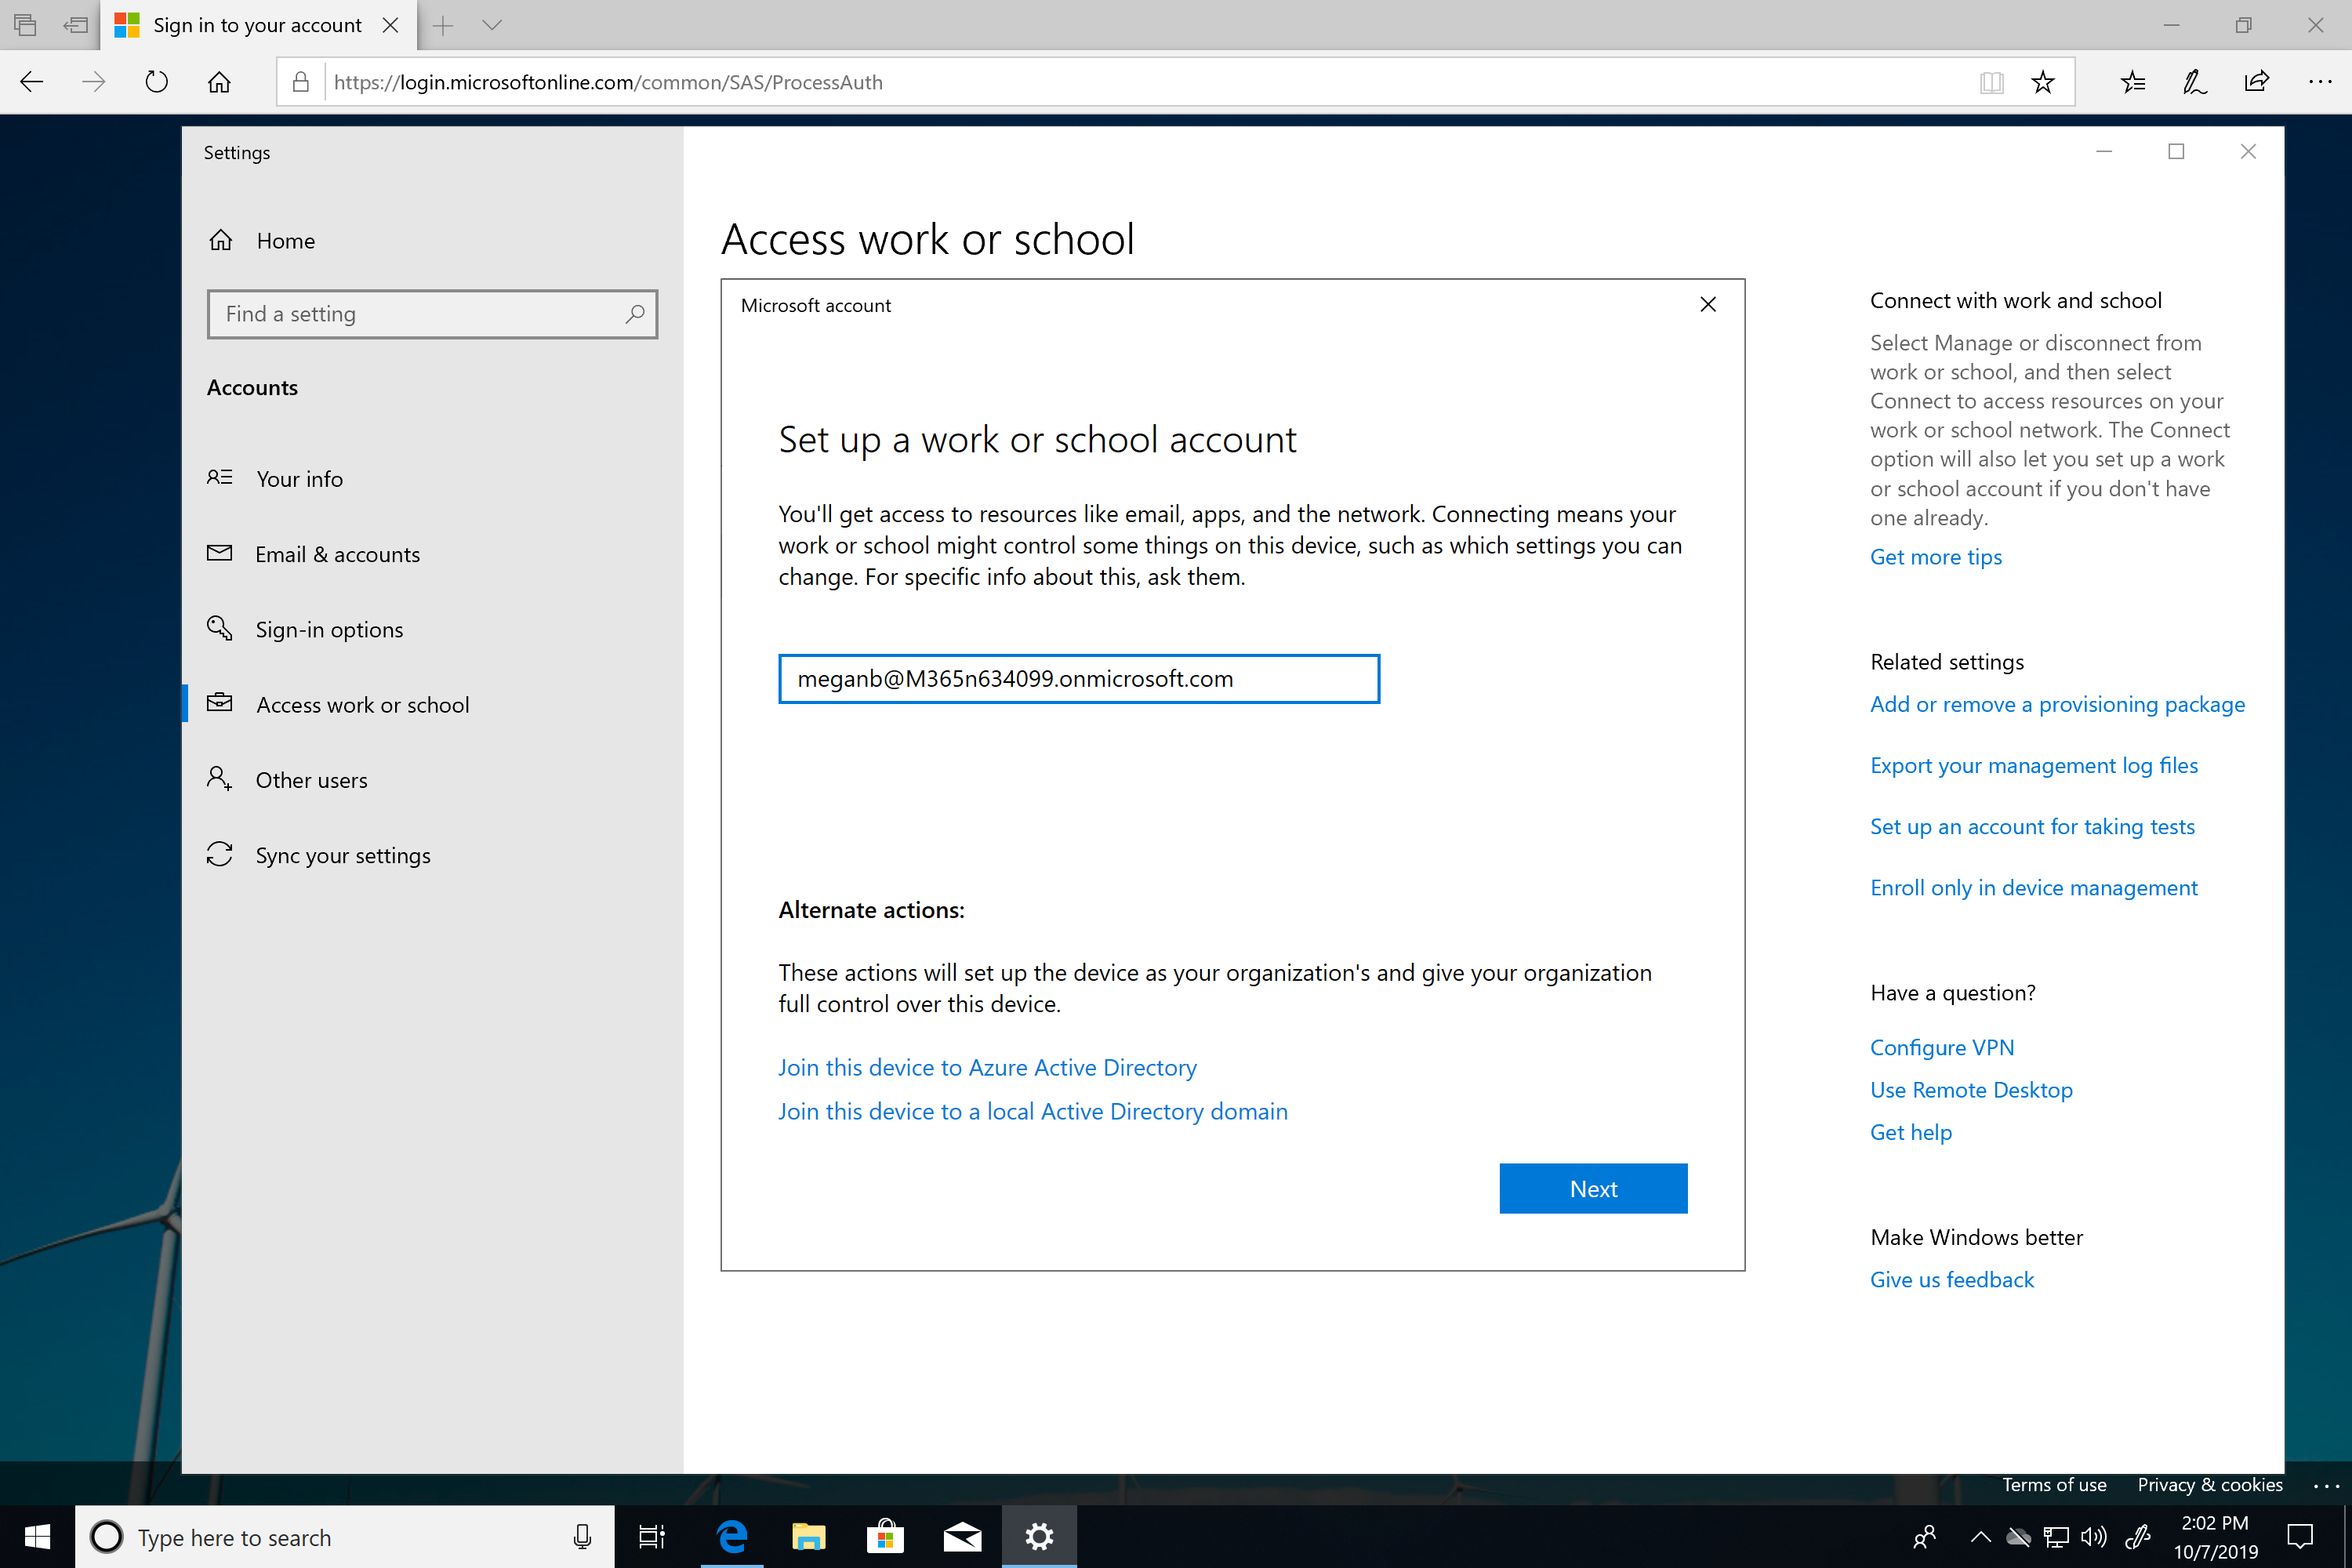 Sign in to your account
https://login.microsoftonline.com/common/SAS/ProcessAuth
Settings
Home
Find a setting
Accounts
Your info
Email & accounts
Sign-in options
Access work or school
Other users
Sync your settings
Access work or school
Microsoft account
Set up a work or school account
You'll get access to resources like email, apps, and the network. Connecting means your
work or school might control some things on this device, such as which settings you can
change. For specific info about this, ask them.
meganb@M365n634099.onmicrosoft.com
Alternate actions:
These actions will set up the device as your organization's and give your organization
full control over this device.
Join this device to Azure Active Directory
Join this device to a local Active Directory domain
Next
Connect with work and school
Select Manage or disconnect from
work or school, and then select
Connect to access resources on your
work or school network. The Connect
option will also let you set up a work
or school account if you don't have
one already.
Get more tips
Related settings
Add or remove a provisioning package
Export your management log files
Set up an account for taking tests
Enroll only in device management
Have a question?
Configure VPN
Use Remote Desktop
Get help
Make Windows better
Give us feedback
Terms of use
Privacy & cookies
Type here to search
2:02 PM
10/7/2019